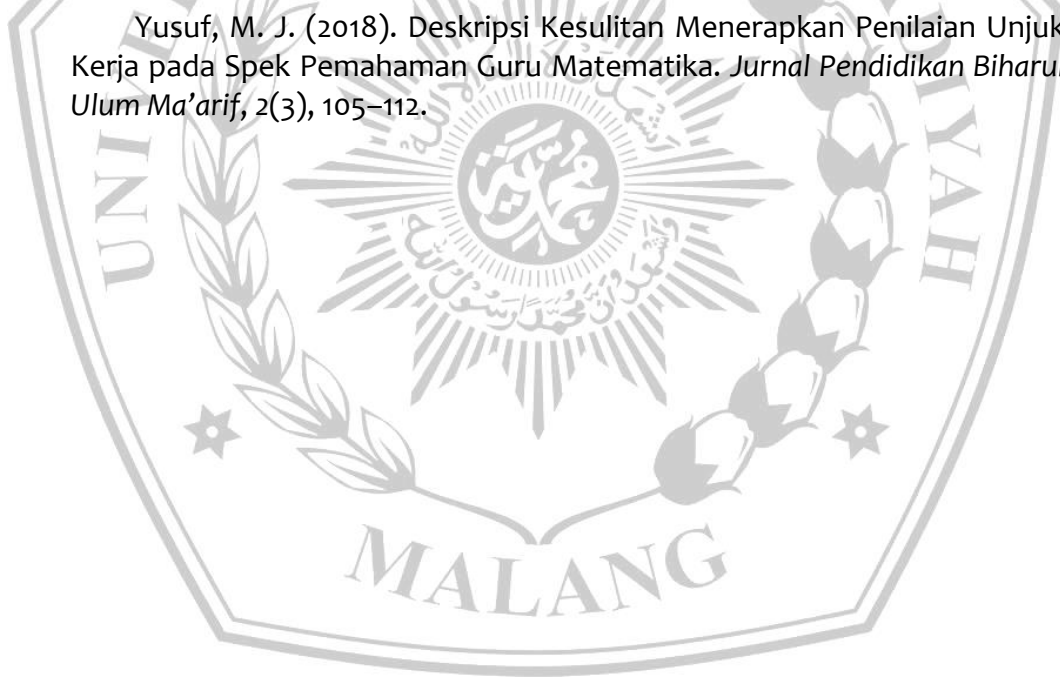 Yusuf, M. J. (2018). Deskripsi Kesulitan Menerapkan Penilaian Unjuk
Kerja pada Spek Pemahaman Guru Matematika. Jurnal Pendidikan Biharul
Ulum Ma’arif, 2(3), 105–112.
MALANG